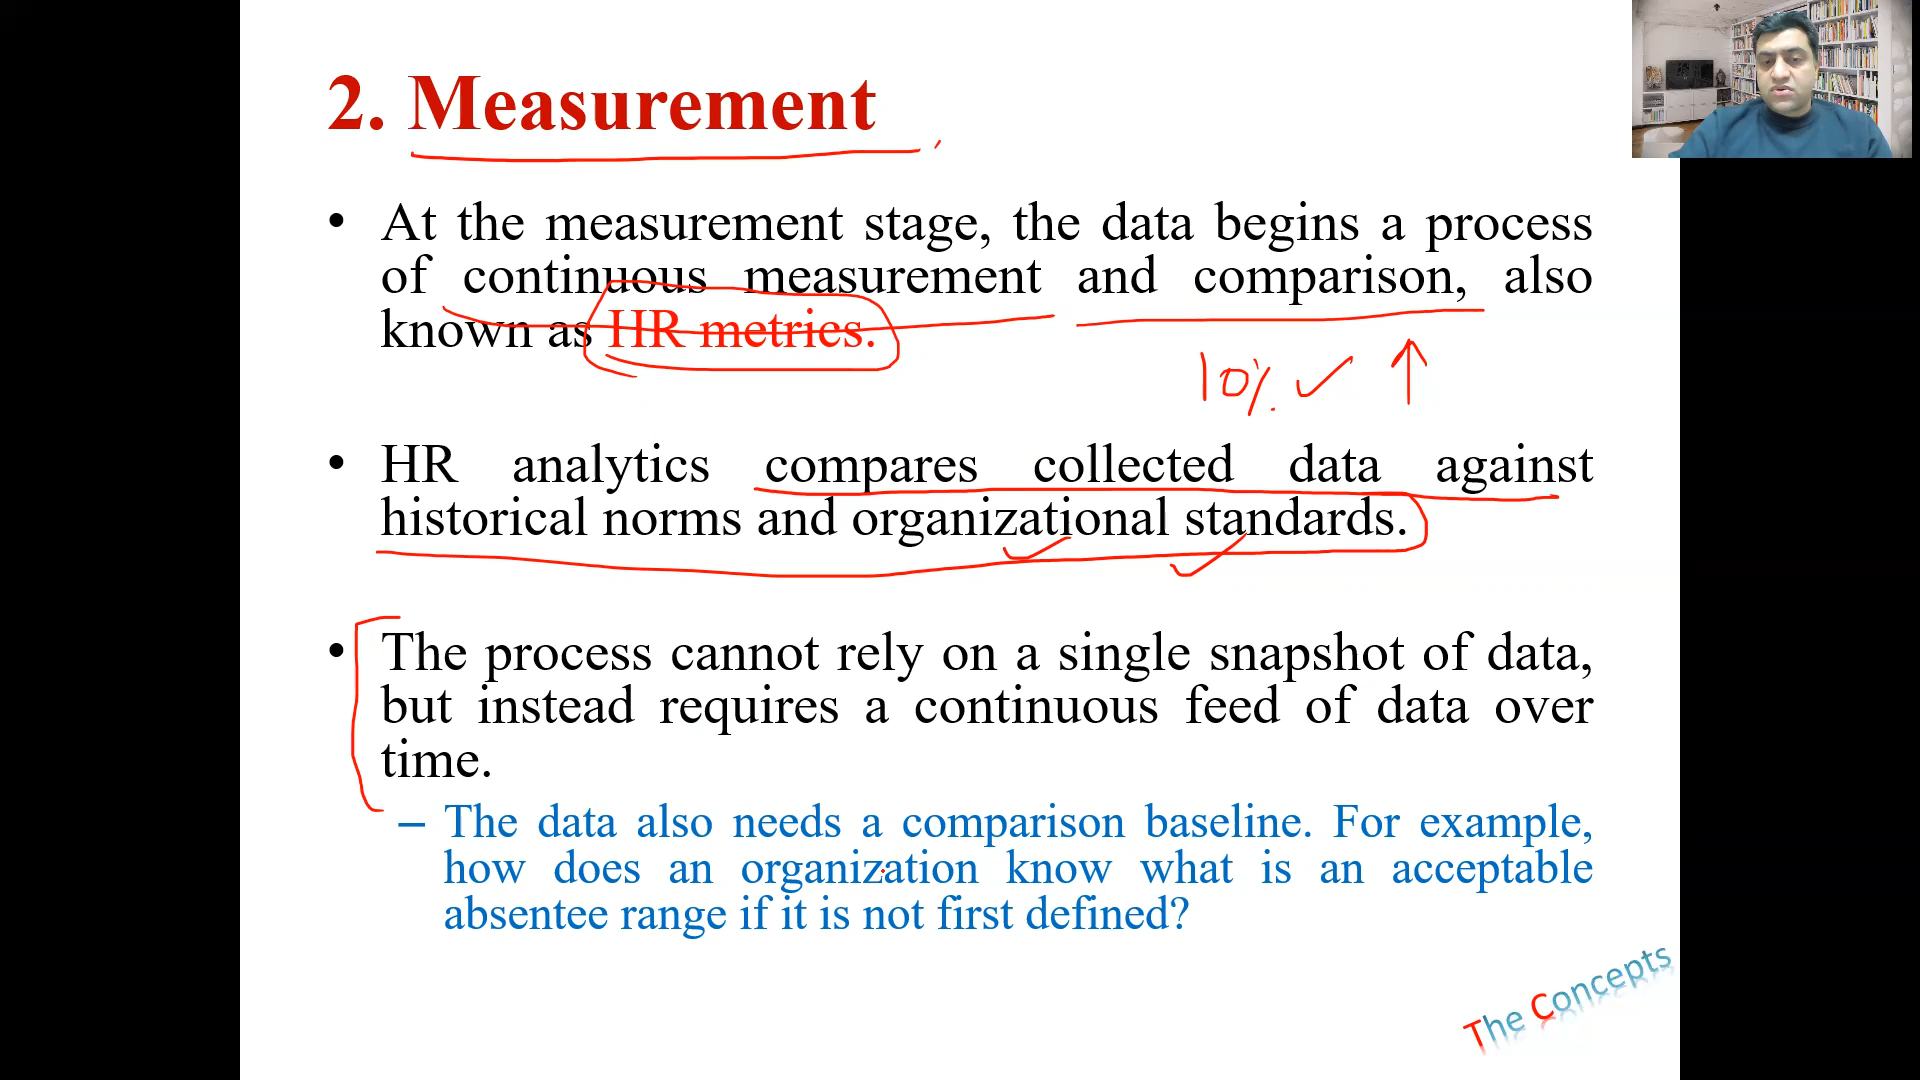 2. Measurement
• At the measurement stage, the data begins a process
of continuous measurement and comparison, also
known as HR metrics.
10% ✓ ↑
• HR analytics compares collected data against
historical norms and organizational standards.
• The process cannot rely on a single snapshot of data,
but instead requires a continuous feed of data over
time.
– The data also needs a comparison baseline. For example,
how does an organization know what is an acceptable
absentee range if it is not first defined?
The Concepts